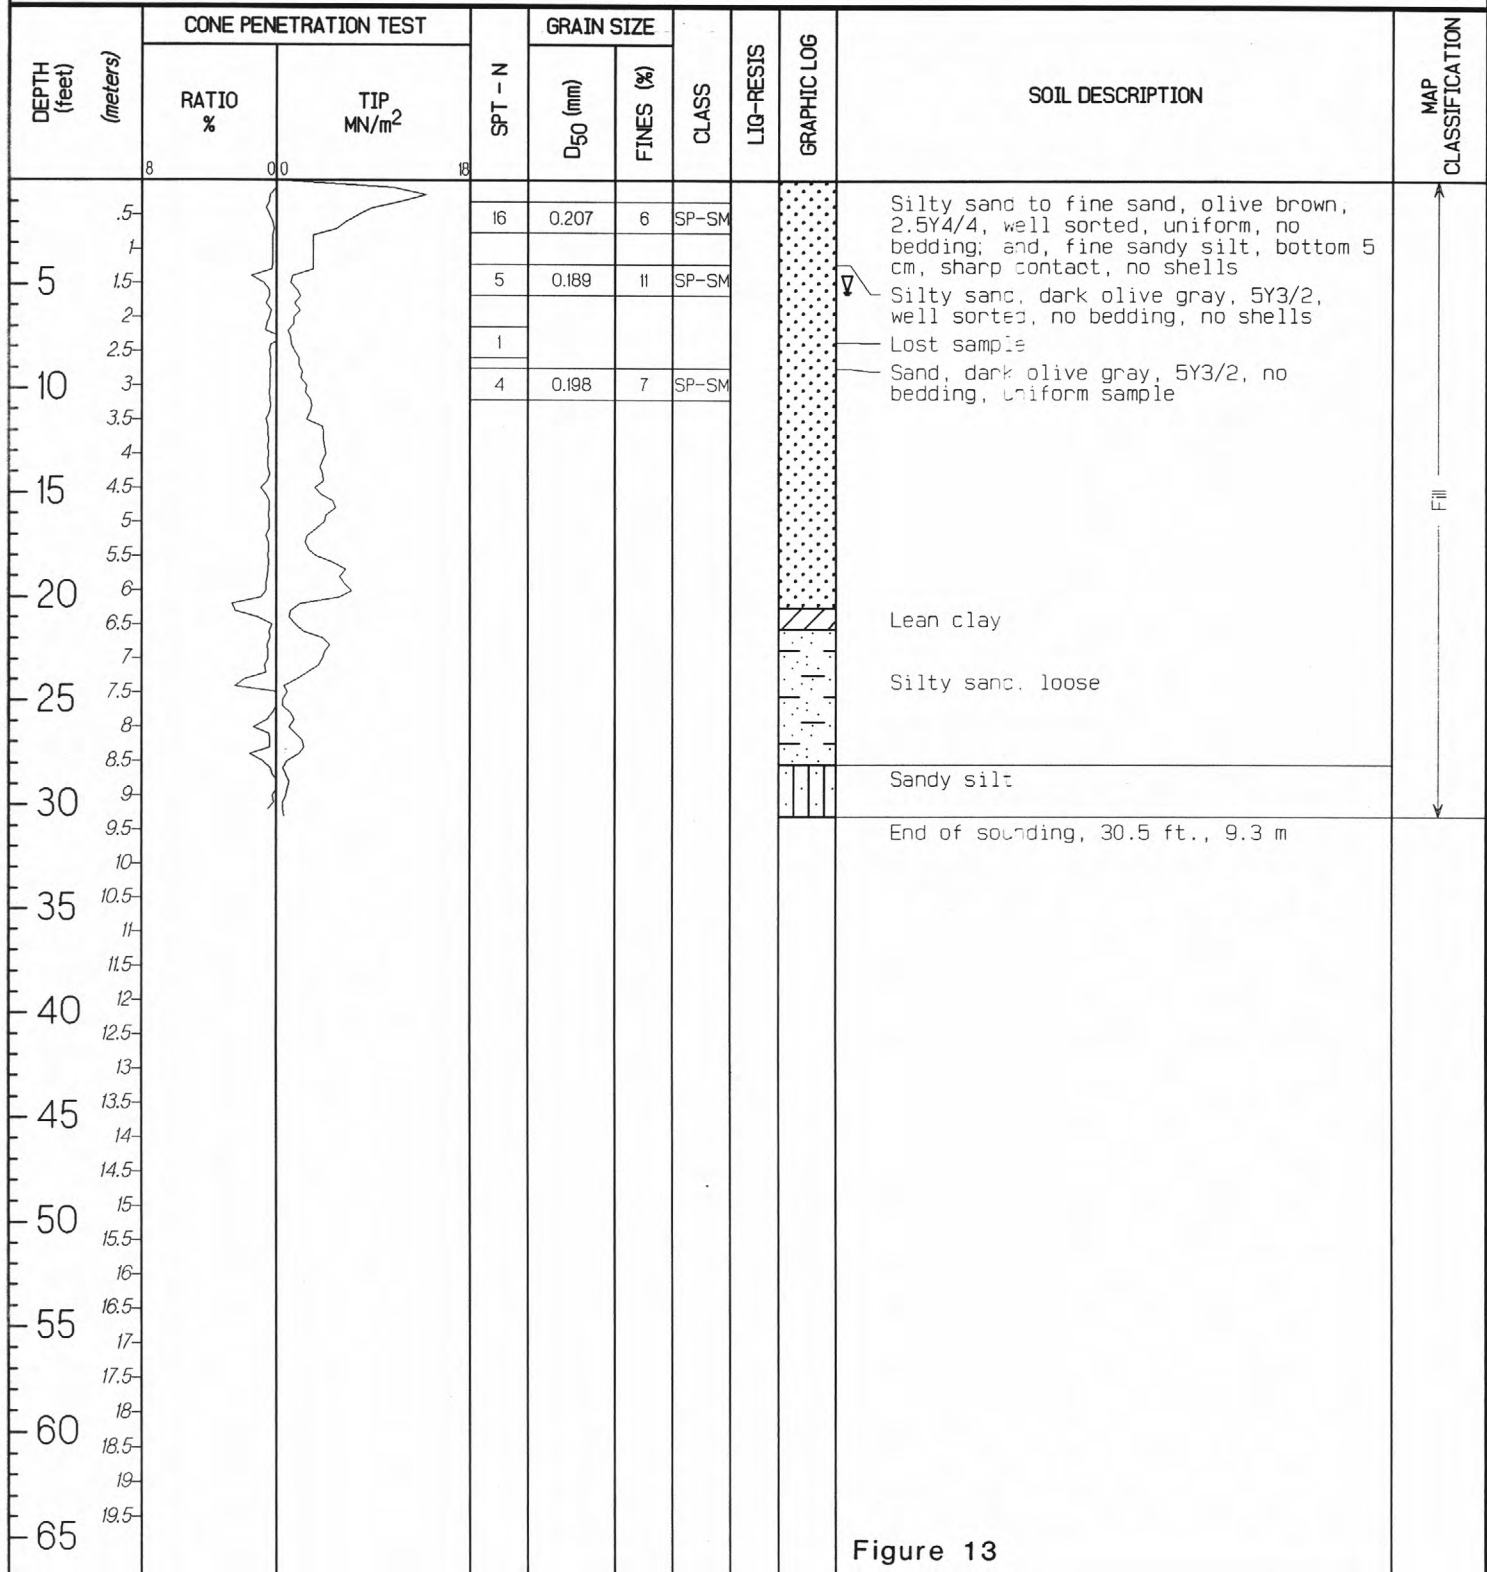 CONE PENETRATION TEST
GRAIN SIZE
DEPTH
(feet)
(meters)
RATIO
%
TIP
MN/m²
SPT - N
D50 (mm)
FINES (%)
CLASS
LIQ-RESIS
GRAPHIC LOG
SOIL DESCRIPTION
MAP
CLASSIFICATION
8
0
0
18
.5
1
5
1.5
2
2.5
10
3
3.5
4
15
4.5
5
5.5
20
6
6.5
7
25
7.5
8
8.5
30
9
9.5
10
35
10.5
11
11.5
40
12
12.5
13
45
13.5
14
14.5
50
15
15.5
16
55
16.5
17
17.5
60
18
18.5
19
65
19.5
16 0.207 6 SP-SM
5 0.189 11 SP-SM
1
4 0.198 7 SP-SM
Silty sand to fine sand, olive brown,
2.5Y4/4, well sorted, uniform, no
bedding; and, fine sandy silt, bottom 5
cm, sharp contact, no shells
Silty sand, dark olive gray, 5Y3/2,
well sorted, no bedding, no shells
Lost sample
Sand, dark olive gray, 5Y3/2, no
bedding, uniform sample
Lean clay
Silty sand, loose
Sandy silt
End of sounding, 30.5 ft., 9.3 m
Fill
Figure 13